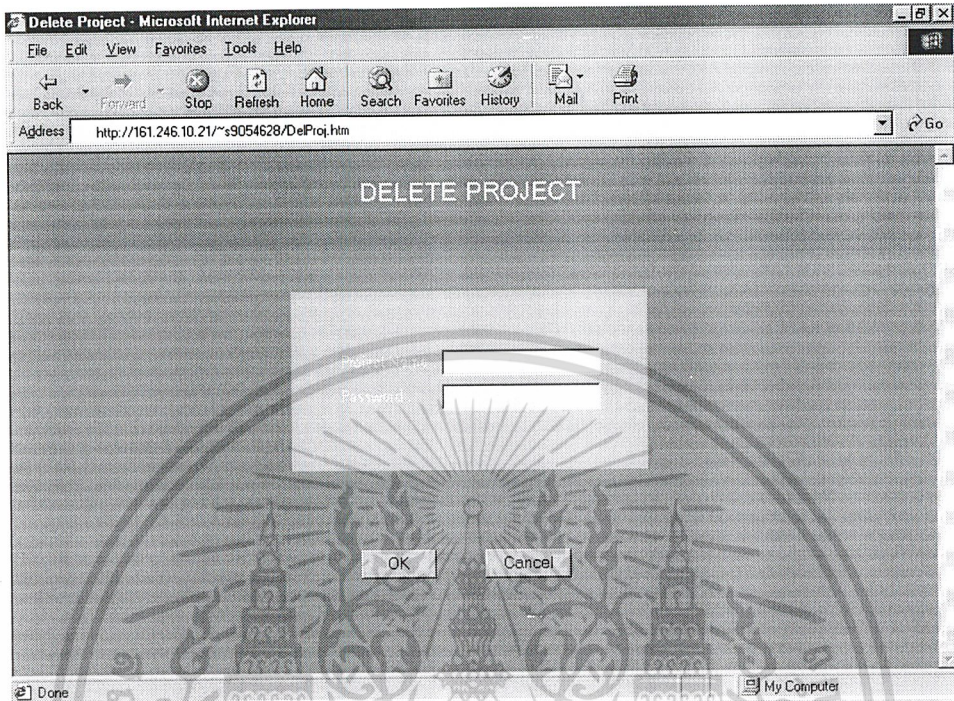 Delete Project - Microsoft Internet Explorer
File Edit View Favorites Tools Help
Back Forward Stop Refresh Home Search Favorites History Mail Print
Address http://161.246.10.21/~s9054628/DelProj.htm Go
DELETE PROJECT
Project Name
Password
OK Cancel
Done My Computer